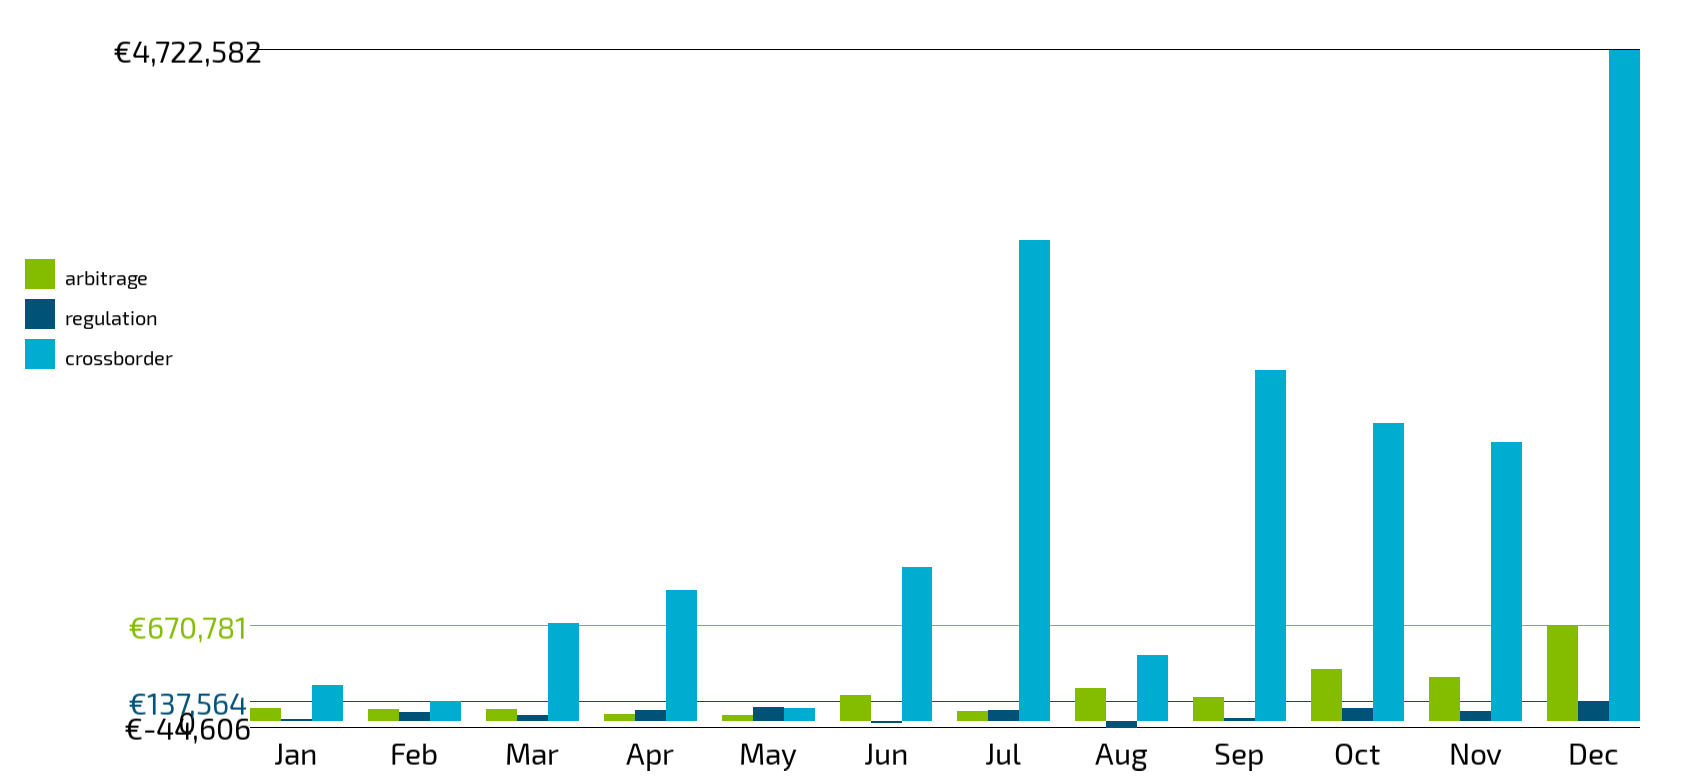 €4,722,582
arbitrage
regulation
crossborder
€670,781
€137,564
0
€-44,606
Jan Feb Mar Apr May Jun Jul Aug Sep Oct Nov Dec